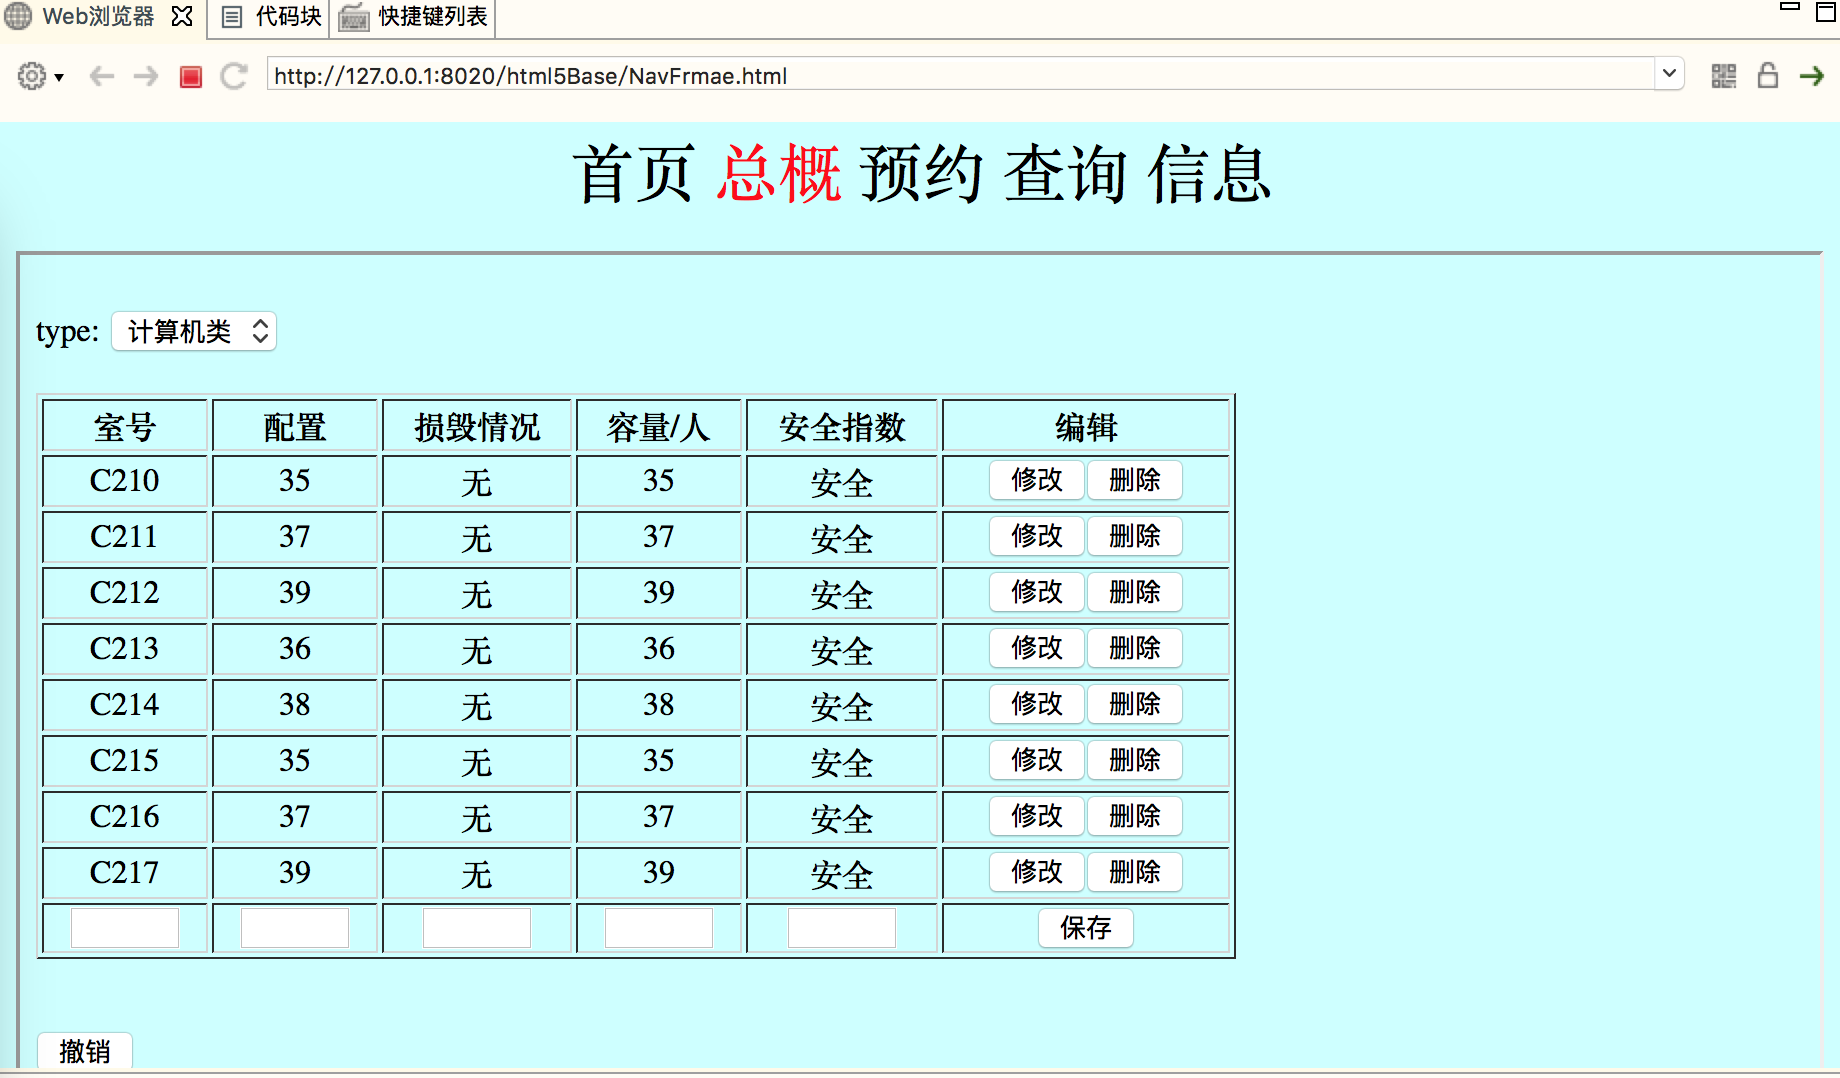 Web浏览器 代码块 快捷键列表
http://127.0.0.1:8020/html5Base/NavFrmae.html
首页 总概 预约 查询 信息
type: 计算机类
室号 配置 损毁情况 容量/人 安全指数 编辑
C210 35 无 35 安全 修改 删除
C211 37 无 37 安全 修改 删除
C212 39 无 39 安全 修改 删除
C213 36 无 36 安全 修改 删除
C214 38 无 38 安全 修改 删除
C215 35 无 35 安全 修改 删除
C216 37 无 37 安全 修改 删除
C217 39 无 39 安全 修改 删除
保存
撤销